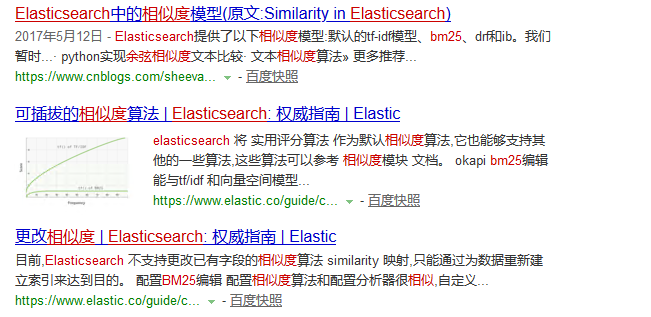 Elasticsearch中的相似度模型(原文:Similarity in Elasticsearch)
2017年5月12日 - Elasticsearch提供了以下相似度模型:默认的tf-idf模型、bm25、drf和ib。我们
暂时...· python实现余弦相似度文本比较· 文本相似度算法» 更多推荐...
https://www.cnblogs.com/sheeva... - 百度快照
可插拔的相似度算法 | Elasticsearch: 权威指南 | Elastic
elasticsearch 将 实用评分算法 作为默认相似度算法,它也能够支持其
他的一些算法,这些算法可以参考 相似度模块 文档。 okapi bm25编辑
能与tf/idf 和向量空间模型...
https://www.elastic.co/guide/c... - 百度快照
更改相似度 | Elasticsearch: 权威指南 | Elastic
目前,Elasticsearch 不支持更改已有字段的相似度算法 similarity 映射,只能通过为数据重新建
立索引来达到目的。 配置BM25编辑 配置相似度算法和配置分析器很相似,自定义...
https://www.elastic.co/guide/c... - 百度快照